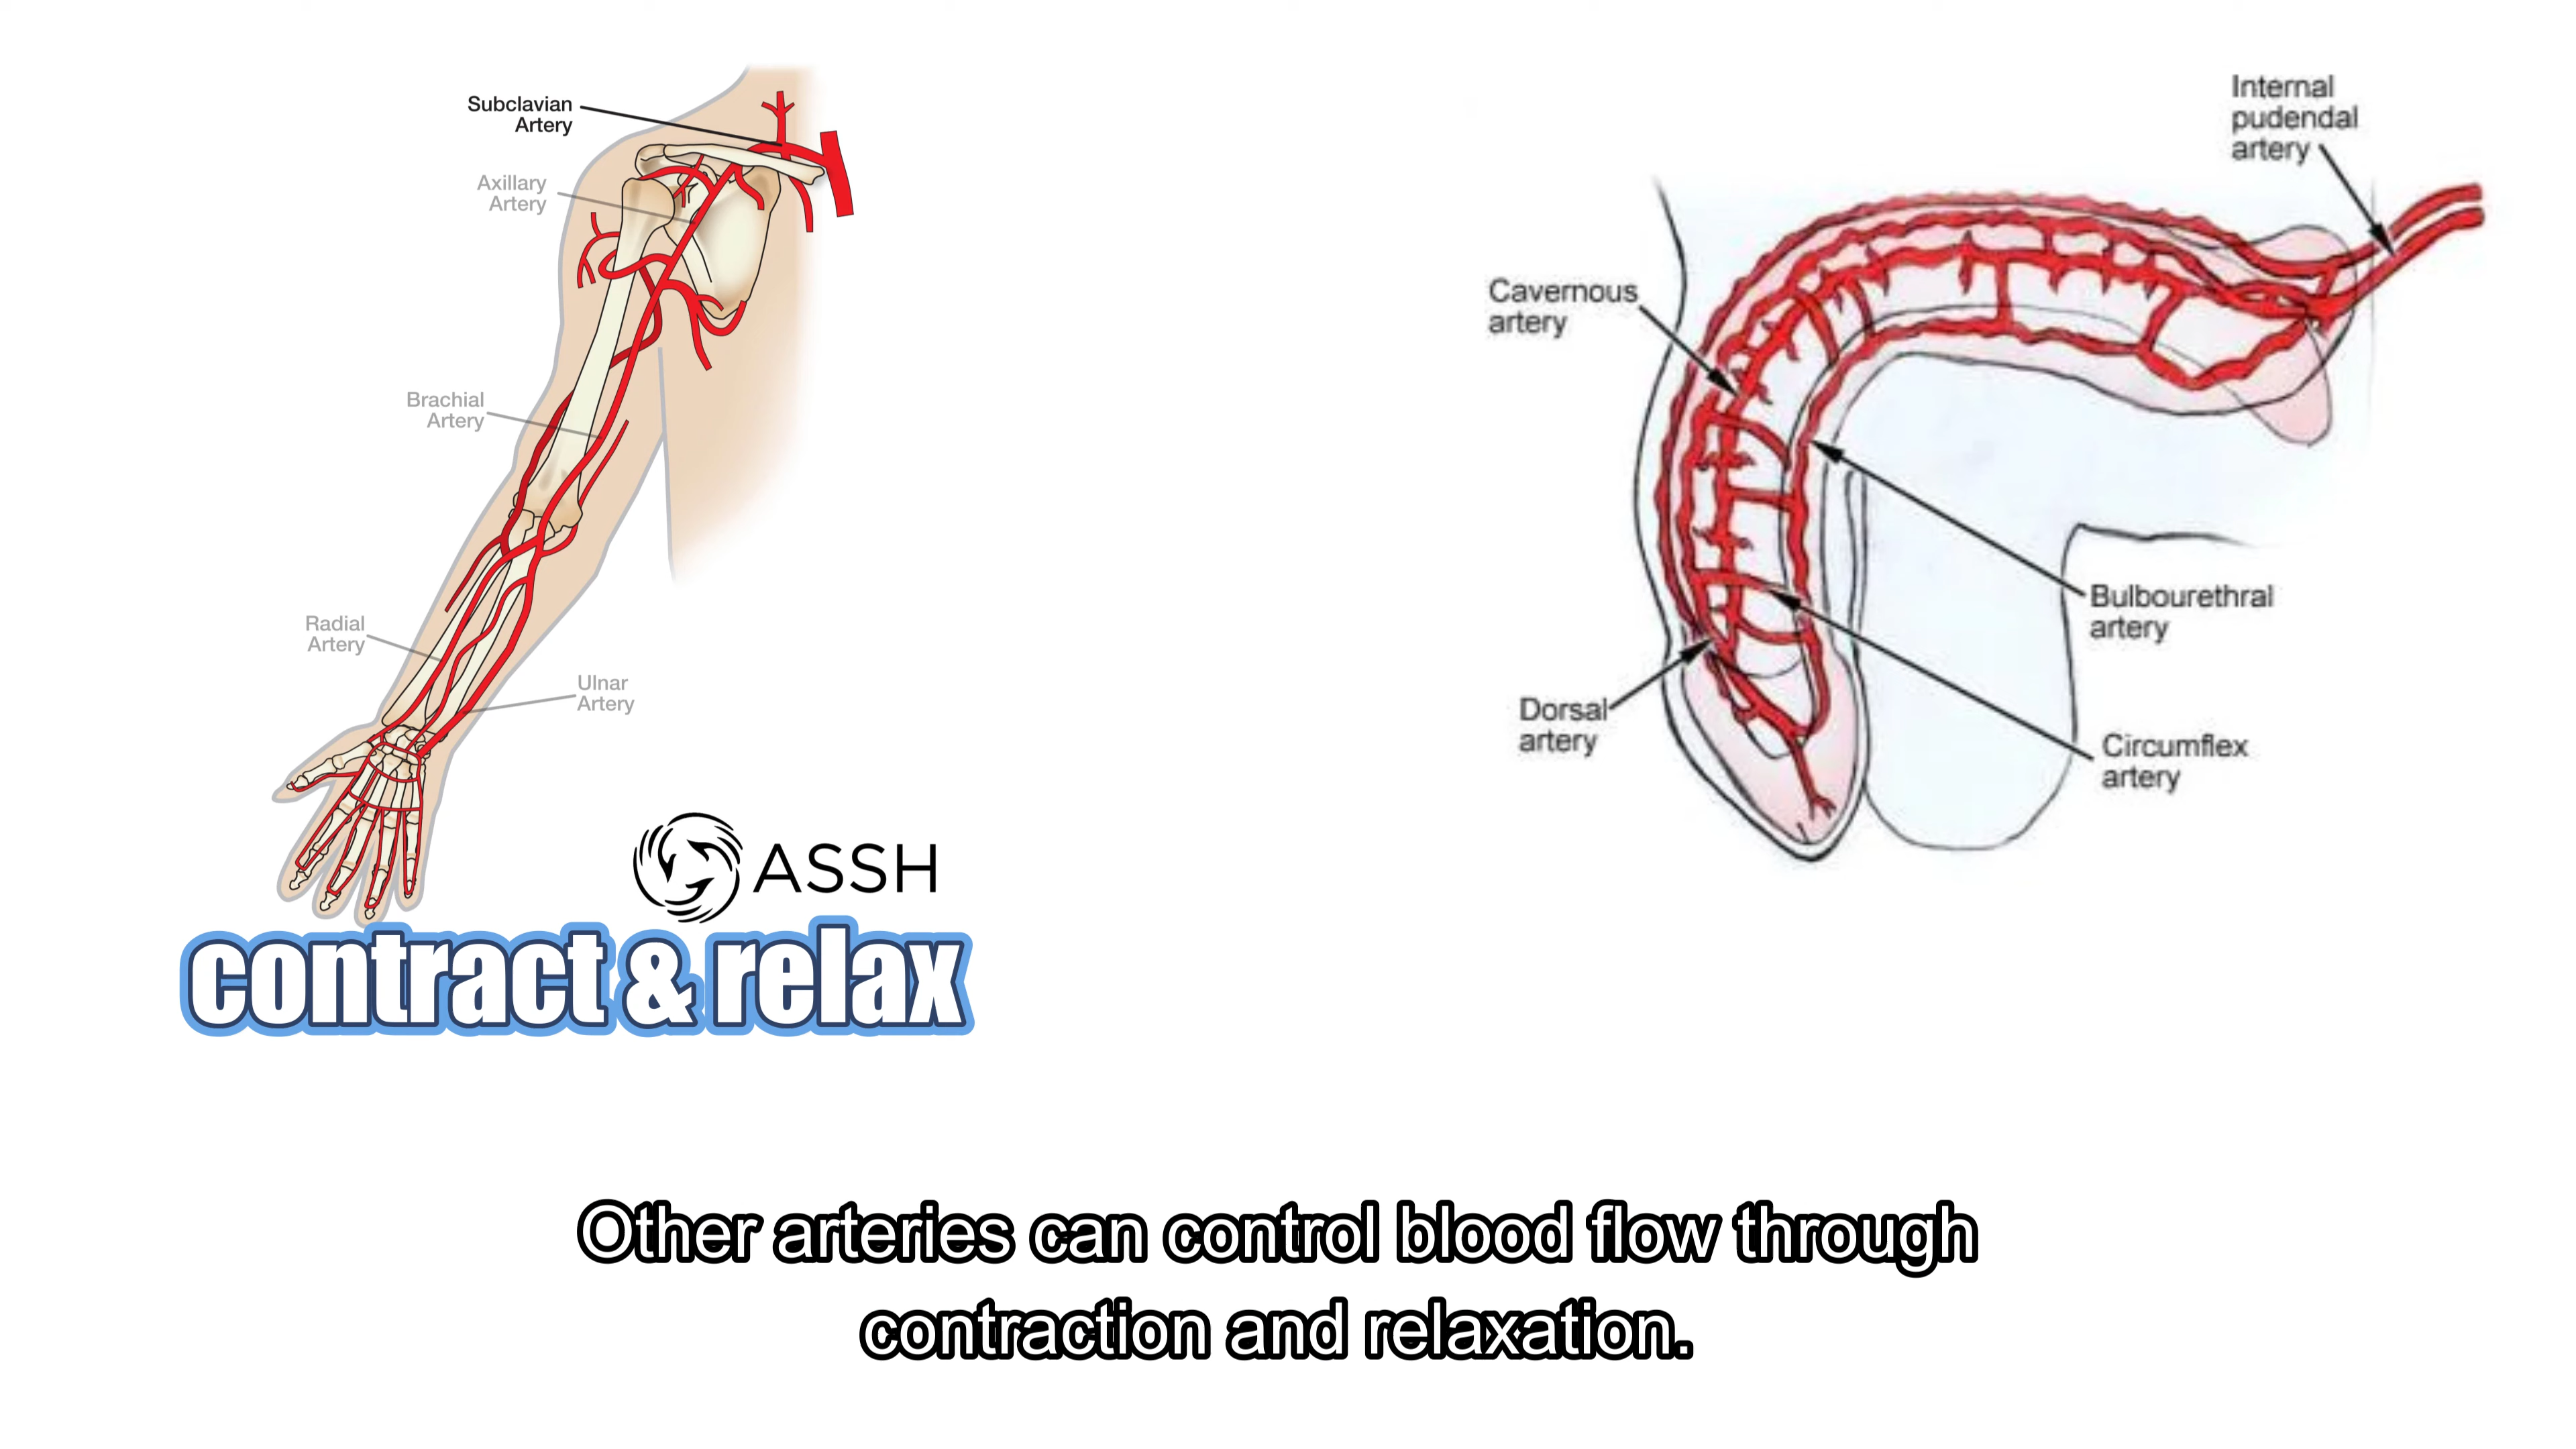 Subclavian
Artery
Axillary
Artery
Brachial
Artery
Radial
Artery
Ulnar
Artery
ASSH
contract & relax
Internal
pudendal
artery
Cavernous
artery
Bulbourethral
artery
Dorsal
artery
Circumflex
artery
Other arteries can control blood flow through
contraction and relaxation.